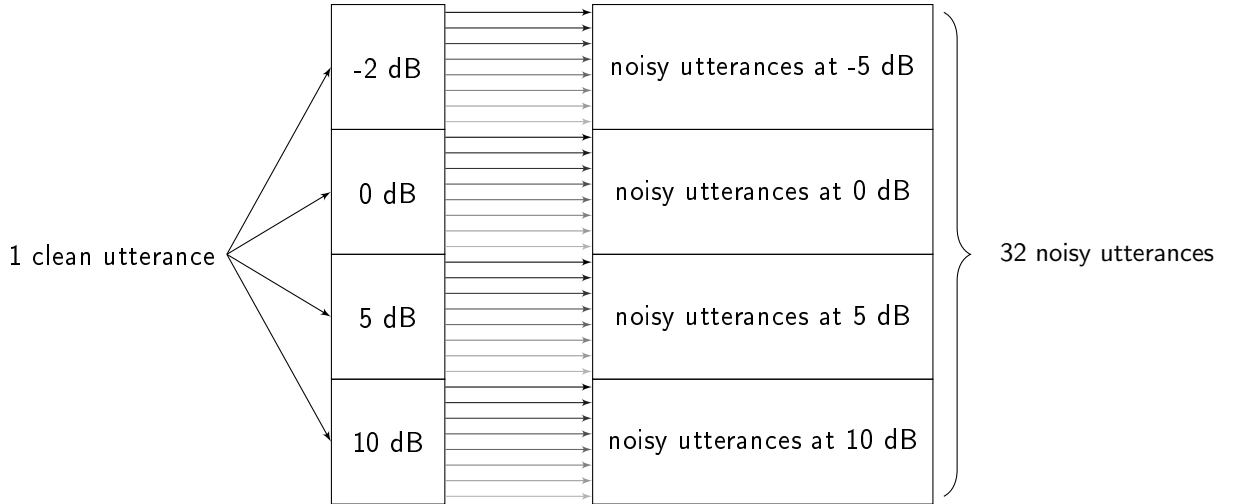 -2 dB
noisy utterances at -5 dB
0 dB
noisy utterances at 0 dB
1 clean utterance
32 noisy utterances
5 dB
noisy utterances at 5 dB
10 dB
noisy utterances at 10 dB